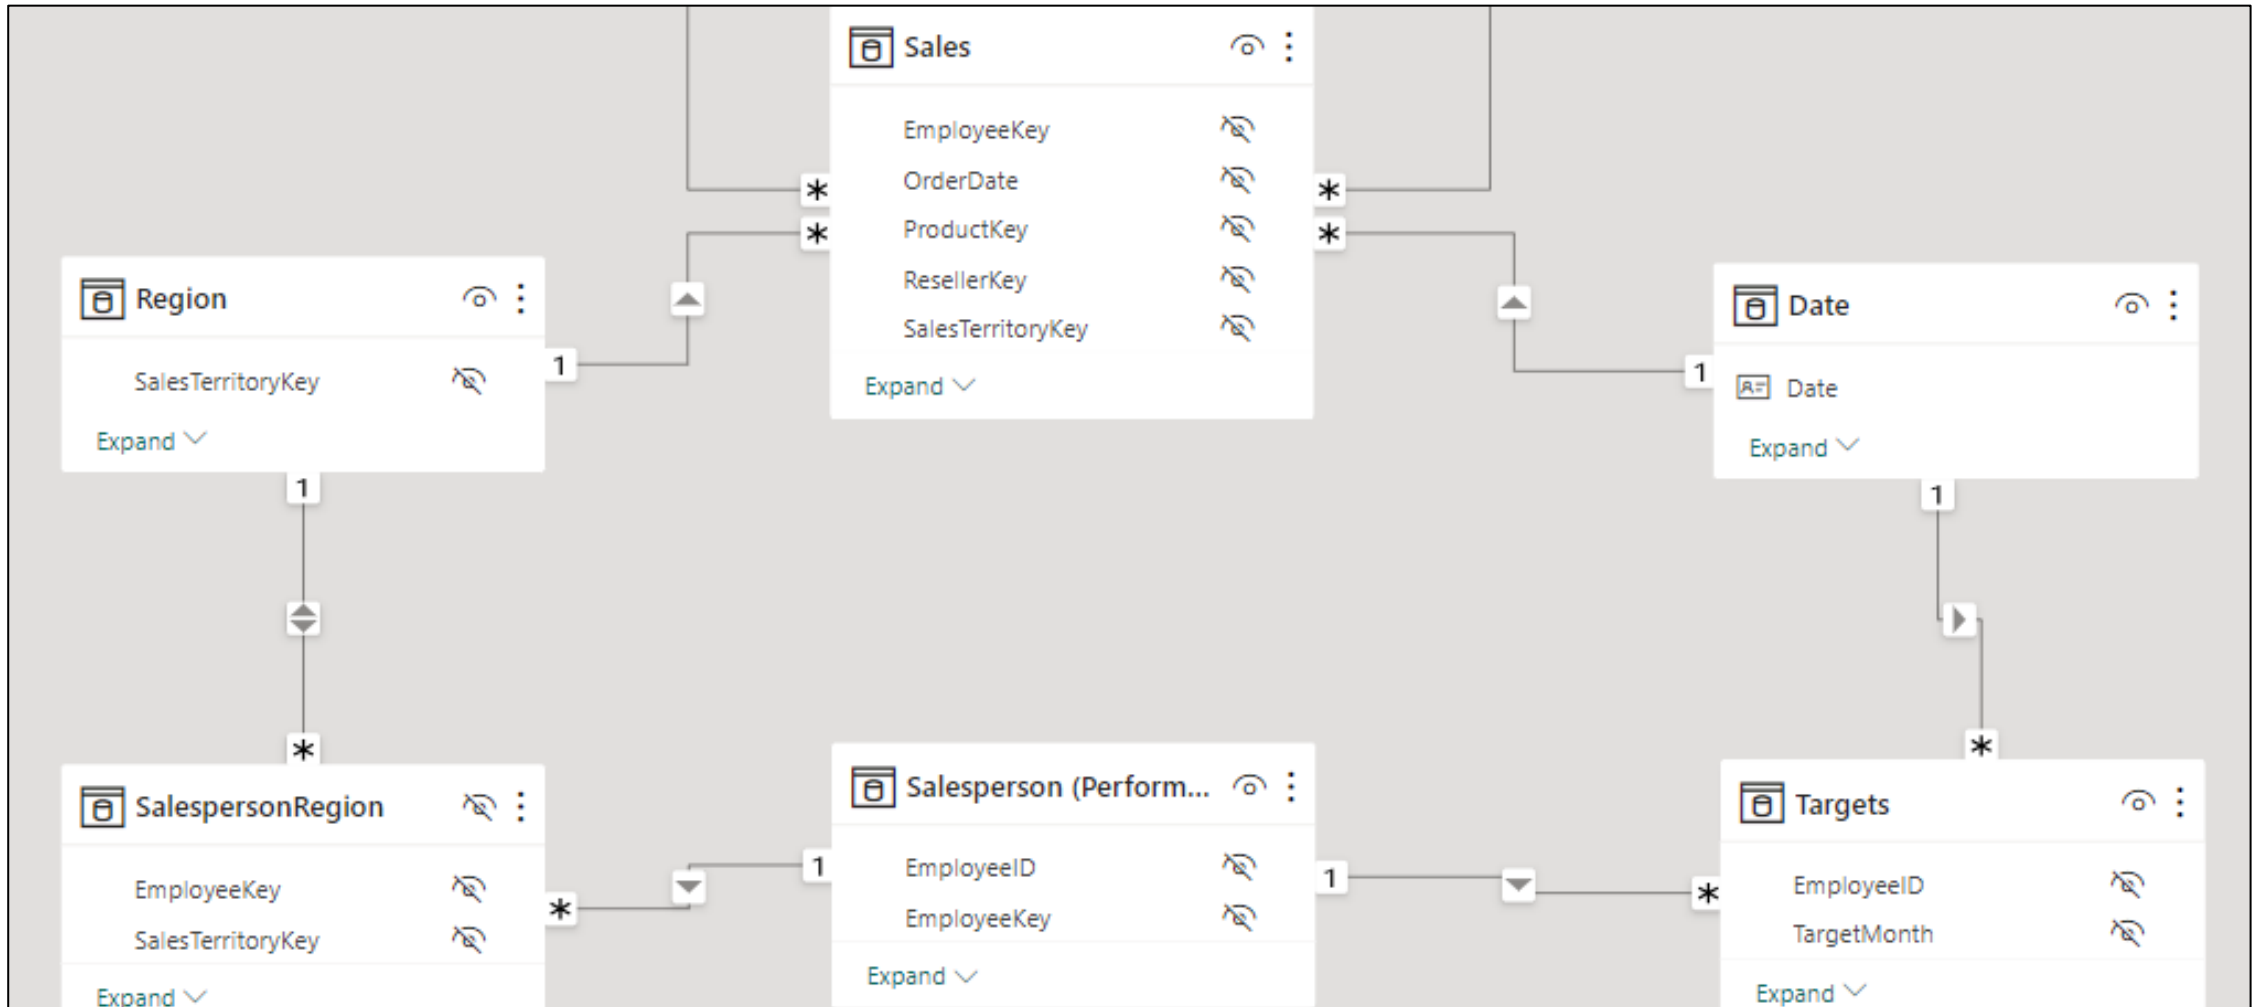 Sales
EmployeeKey
OrderDate
ProductKey
ResellerKey
SalesTerritoryKey
Expand
*
*
*
*
Region
SalesTerritoryKey
Expand
1
1
Date
Date
Expand
1
1
*
SalespersonRegion
EmployeeKey
SalesTerritoryKey
Expand
*
Salesperson (Perform...
EmployeeID
EmployeeKey
Expand
1
1
*
Targets
EmployeeID
TargetMonth
Expand
*